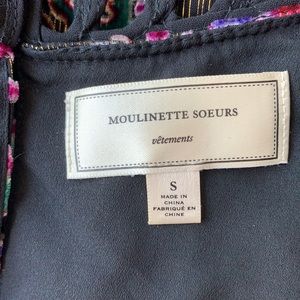 MOULINETTE SOEURS
vêtements
S
MADE IN
CHINA
FABRIQUÉ EN
CHINE